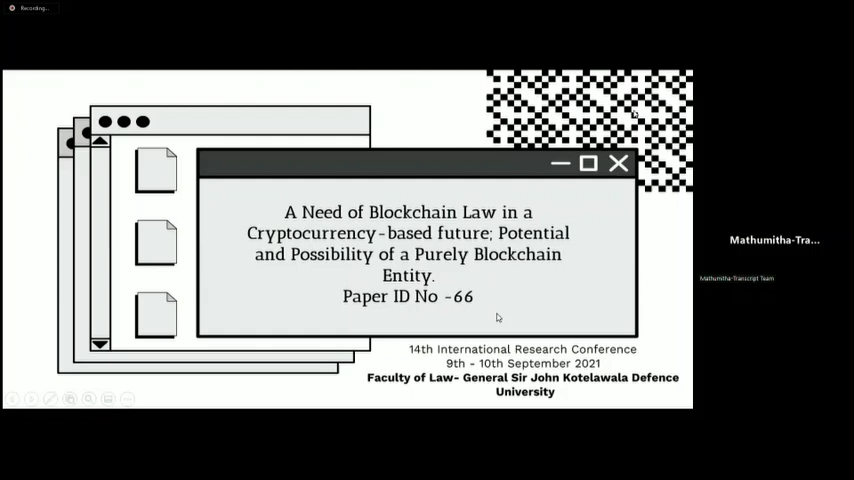 Recording...
A Need of Blockchain Law in a
Cryptocurrency-based future; Potential
and Possibility of a Purely Blockchain
Entity.
Paper ID No -66
14th International Research Conference
9th - 10th September 2021
Faculty of Law- General Sir John Kotelawala Defence
University
Mathumitha-Tra...
Mathumitha-Transcript Team